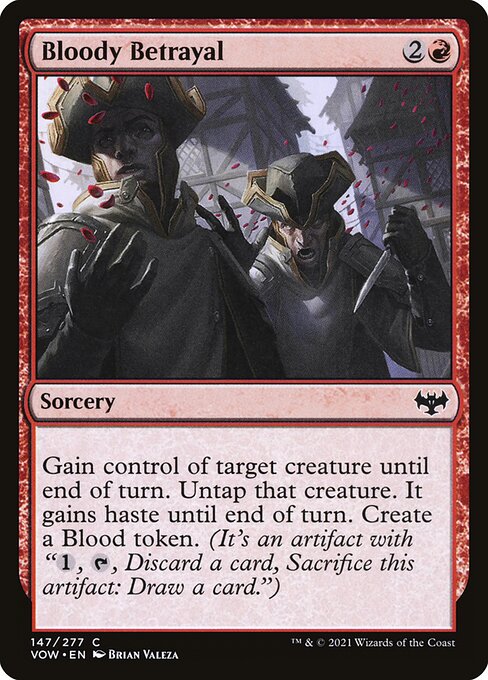 Bloody Betrayal 2
Sorcery
Gain control of target creature until
end of turn. Untap that creature. It
gains haste until end of turn. Create
a Blood token. (It's an artifact with
“1, , Discard a card, Sacrifice this
artifact: Draw a card.”)
147/277 C
VOW • EN Brian Valeza
™ & © 2021 Wizards of the Coast